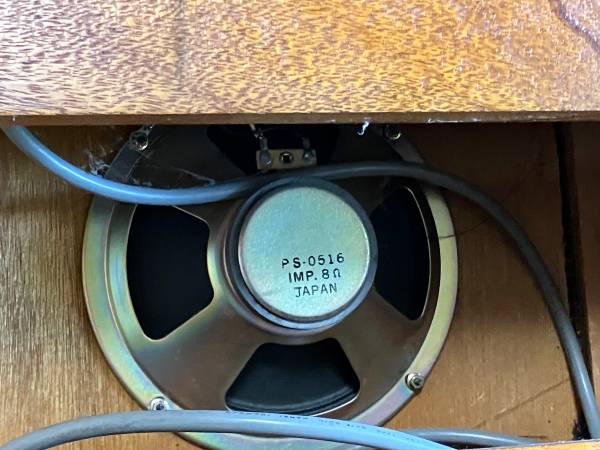 PS-0516
IMP. 8Ω
JAPAN